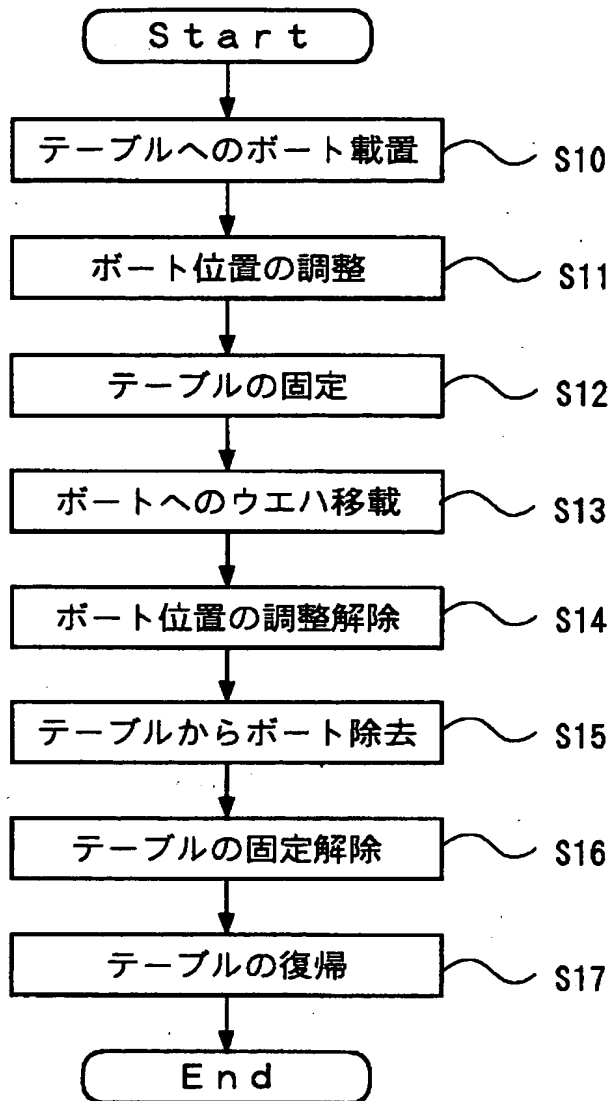 Start
テーブルへのボート載置 S10
ボート位置の調整 S11
テーブルの固定 S12
ボートへのウエハ移載 S13
ボート位置の調整解除 S14
テーブルからボート除去 S15
テーブルの固定解除 S16
テーブルの復帰 S17
End